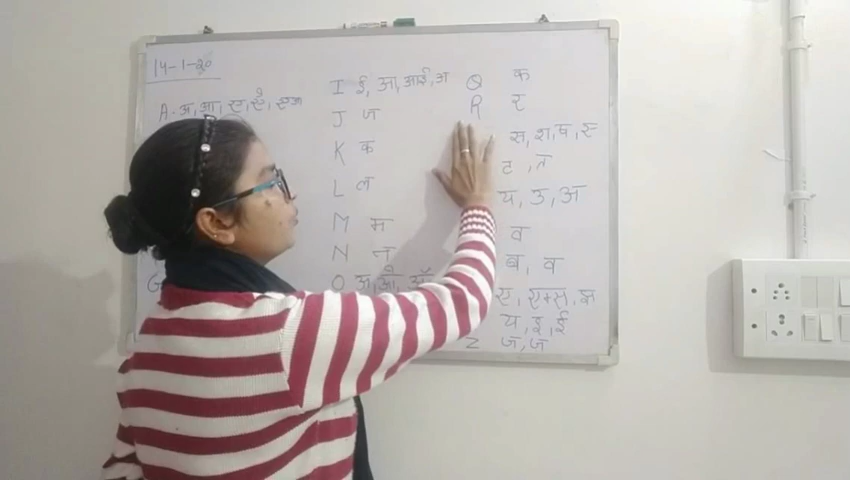 14-1-20
A - अ, आ, ए, ऐ, एअ
I ई, आ, आई, अ
J ज
K क
L ल
M म
N न
O अ, औ, ऑ
Q क
R र
स, श, ष, स
ट, त
य, उ, अ
व
ब, व
ए, एक्स, क्ष
य, इ, ई
Z ज, ज
G